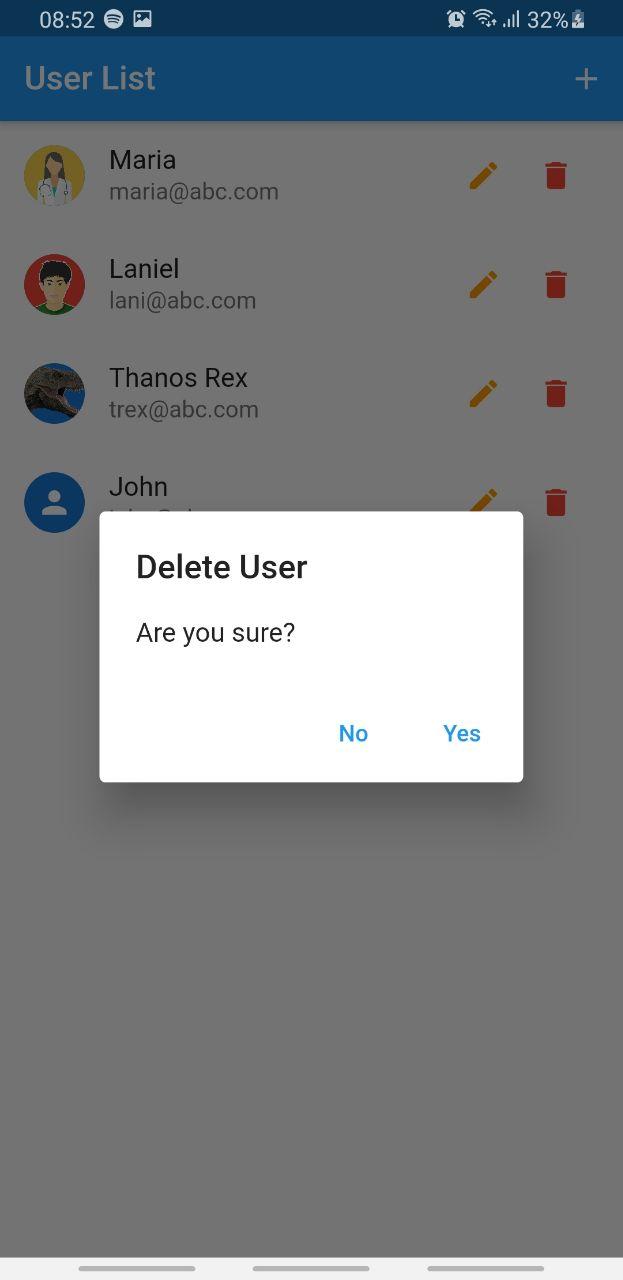 08:52 32%
User List +
Maria
maria@abc.com
Laniel
lani@abc.com
Thanos Rex
trex@abc.com
John
Delete User
Are you sure?
No Yes